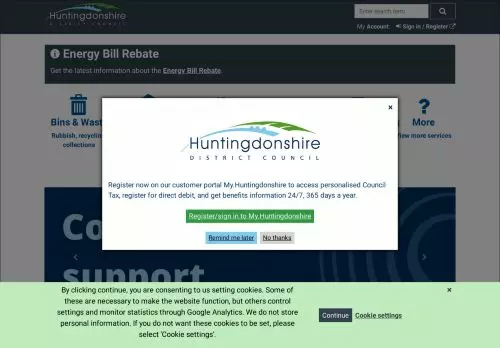 Huntingdonshire
DISTRICT COUNCIL
Enter search term
My Account: Sign in / Register
Energy Bill Rebate
Get the latest information about the Energy Bill Rebate.
Bins & Wast
Rubbish, recycling
collections
More
View more services
×
Huntingdonshire
DISTRICT COUNCIL
Register now on our customer portal My.Huntingdonshire to access personalised Council
Tax, register for direct debit, and get benefits information 24/7, 365 days a year.
Register/sign in to My.Huntingdonshire
Remind me later No thanks
Co
support
By clicking continue, you are consenting to us setting cookies. Some of
these are necessary to make the website function, but others control
settings and monitor statistics through Google Analytics. We do not store
personal information. If you do not want these cookies to be set, please
select 'Cookie settings'.
Continue Cookie settings
×